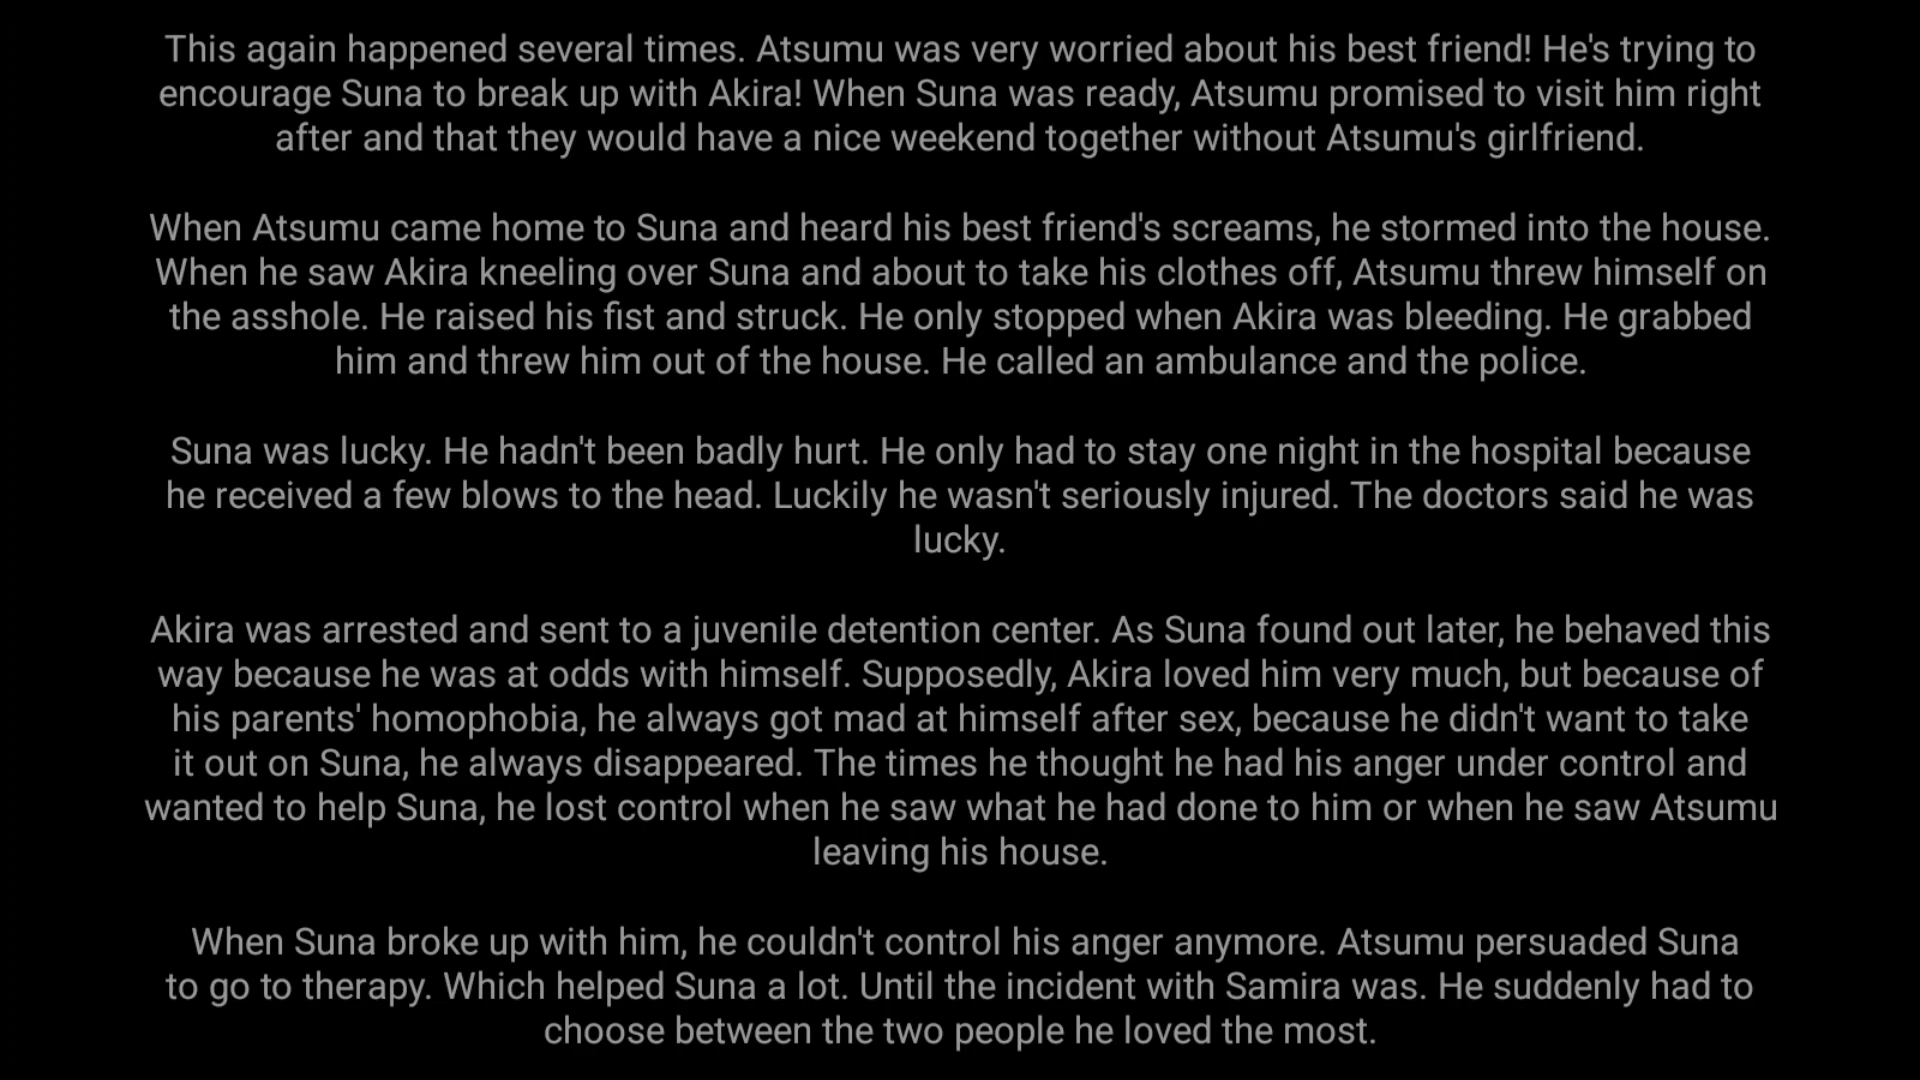 This again happened several times. Atsumu was very worried about his best friend! He's trying to
encourage Suna to break up with Akira! When Suna was ready, Atsumu promised to visit him right
after and that they would have a nice weekend together without Atsumu's girlfriend.
When Atsumu came home to Suna and heard his best friend's screams, he stormed into the house.
When he saw Akira kneeling over Suna and about to take his clothes off, Atsumu threw himself on
the asshole. He raised his fist and struck. He only stopped when Akira was bleeding. He grabbed
him and threw him out of the house. He called an ambulance and the police.
Suna was lucky. He hadn't been badly hurt. He only had to stay one night in the hospital because
he received a few blows to the head. Luckily he wasn't seriously injured. The doctors said he was
lucky.
Akira was arrested and sent to a juvenile detention center. As Suna found out later, he behaved this
way because he was at odds with himself. Supposedly, Akira loved him very much, but because of
his parents' homophobia, he always got mad at himself after sex, because he didn't want to take
it out on Suna, he always disappeared. The times he thought he had his anger under control and
wanted to help Suna, he lost control when he saw what he had done to him or when he saw Atsumu
leaving his house.
When Suna broke up with him, he couldn't control his anger anymore. Atsumu persuaded Suna
to go to therapy. Which helped Suna a lot. Until the incident with Samira was. He suddenly had to
choose between the two people he loved the most.